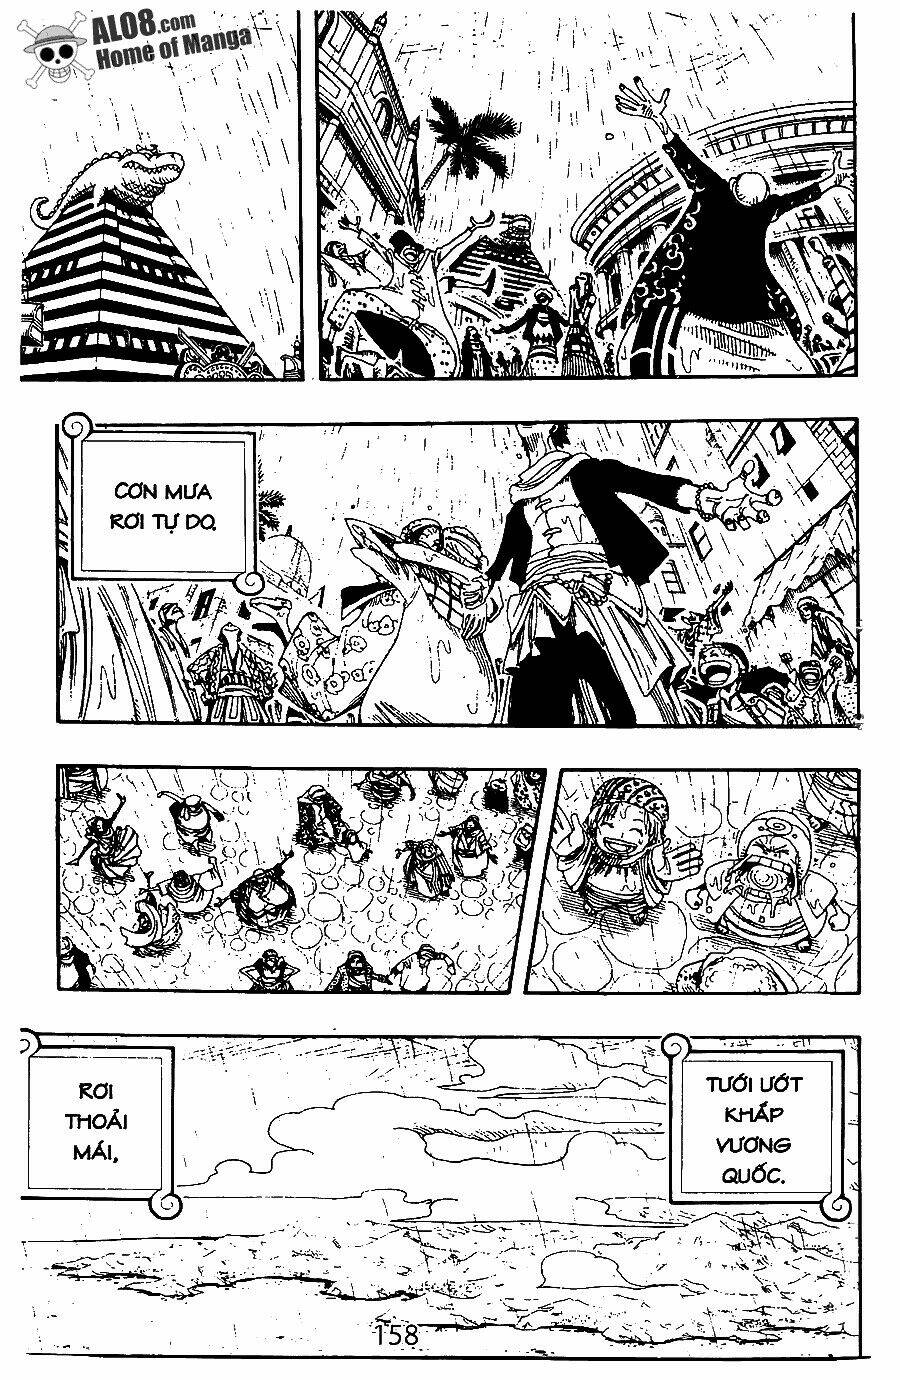 ALO8.com
Home of Manga
CƠN MƯA
RƠI TỰ DO.
RƠI
THOẢI
MÁI,
TƯỚI ƯỚT
KHẮP
VƯƠNG
QUỐC.
158